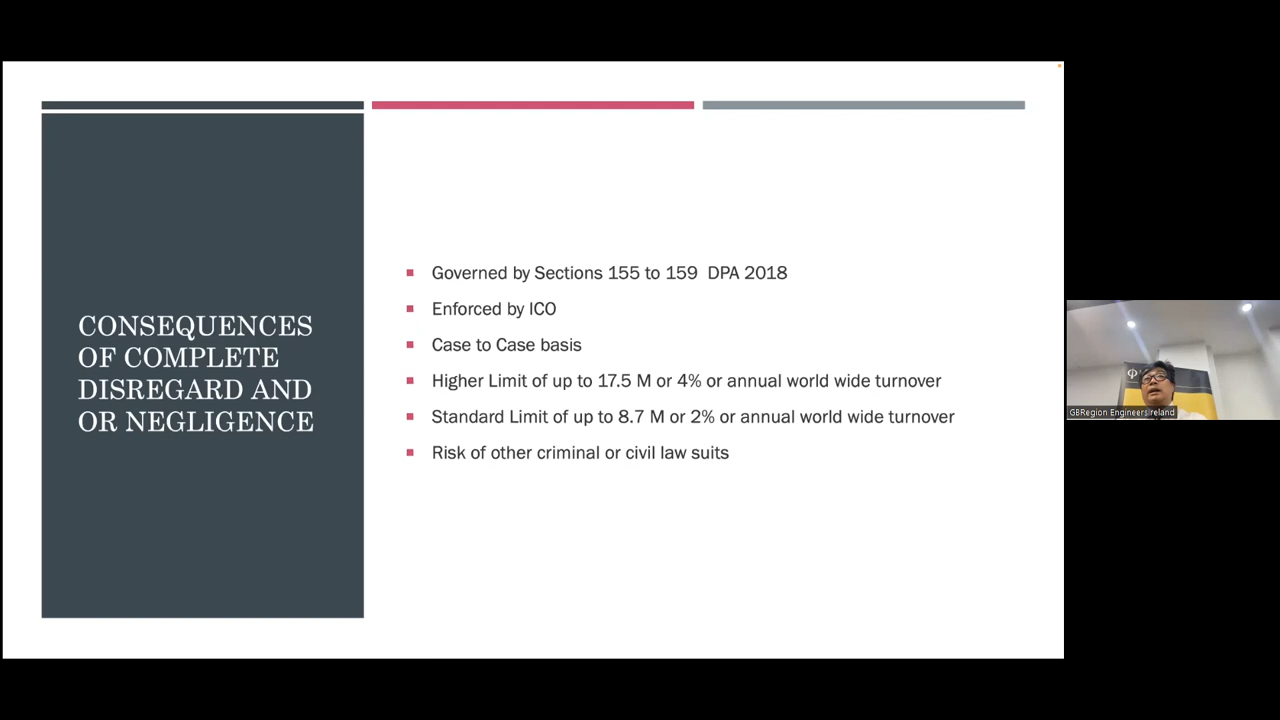 CONSEQUENCES
OF COMPLETE
DISREGARD AND
OR NEGLIGENCE
Governed by Sections 155 to 159 DPA 2018
Enforced by ICO
Case to Case basis
Higher Limit of up to 17.5 M or 4% or annual world wide turnover
Standard Limit of up to 8.7 M or 2% or annual world wide turnover
Risk of other criminal or civil law suits
GBRegion Engineers Ireland